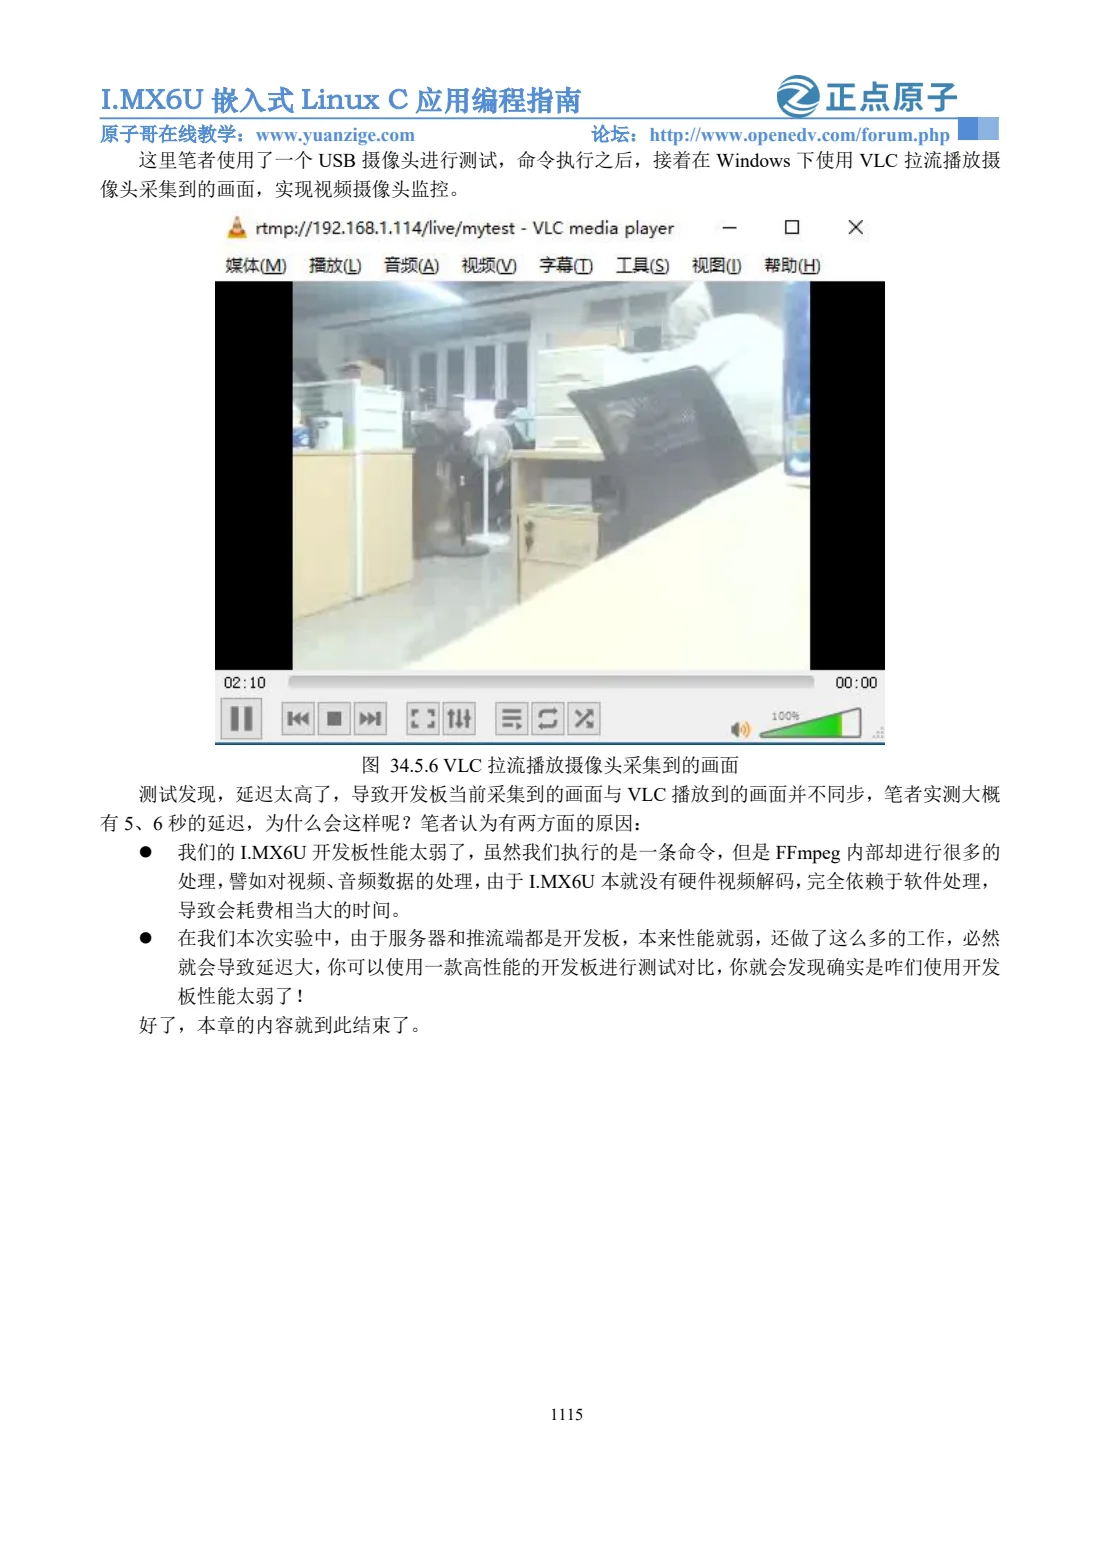 I.MX6U 嵌入式 Linux C 应用编程指南
正点原子
原子哥在线教学：www.yuanzige.com 论坛：http://www.openedv.com/forum.php
这里笔者使用了一个 USB 摄像头进行测试，命令执行之后，接着在 Windows 下使用 VLC 拉流播放摄
像头采集到的画面，实现视频摄像头监控。
rtmp://192.168.1.114/live/mytest - VLC media player
媒体(M) 播放(L) 音频(A) 视频(V) 字幕(T) 工具(S) 视图(I) 帮助(H)
02:10 00:00
100%
图 34.5.6 VLC 拉流播放摄像头采集到的画面
测试发现，延迟太高了，导致开发板当前采集到的画面与 VLC 播放到的画面并不同步，笔者实测大概
有 5、6 秒的延迟，为什么会这样呢？笔者认为有两方面的原因：
● 我们的 I.MX6U 开发板性能太弱了，虽然我们执行的是一条命令，但是 FFmpeg 内部却进行很多的
处理，譬如对视频、音频数据的处理，由于 I.MX6U 本就没有硬件视频解码，完全依赖于软件处理，
导致会耗费相当大的时间。
● 在我们本次实验中，由于服务器和推流端都是开发板，本来性能就弱，还做了这么多的工作，必然
就会导致延迟大，你可以使用一款高性能的开发板进行测试对比，你就会发现确实是咱们使用开发
板性能太弱了！
好了，本章的内容就到此结束了。
1115